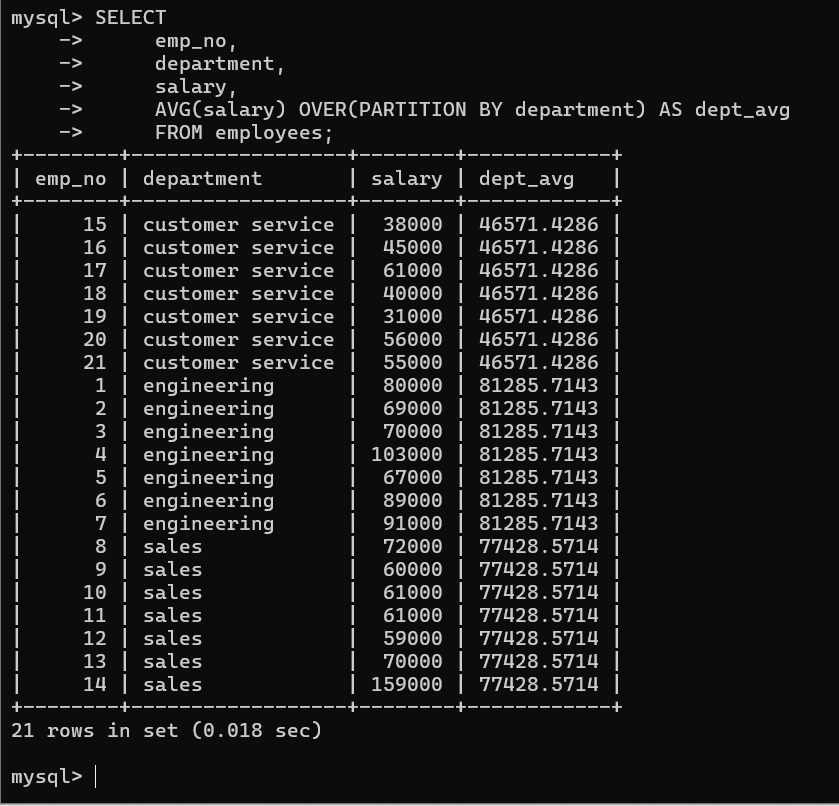 mysql> SELECT
    ->      emp_no,
    ->      department,
    ->      salary,
    ->      AVG(salary) OVER(PARTITION BY department) AS dept_avg
    ->      FROM employees;
+--------+------------------+--------+------------+
| emp_no | department       | salary | dept_avg   |
+--------+------------------+--------+------------+
|     15 | customer service |  38000 | 46571.4286 |
|     16 | customer service |  45000 | 46571.4286 |
|     17 | customer service |  61000 | 46571.4286 |
|     18 | customer service |  40000 | 46571.4286 |
|     19 | customer service |  31000 | 46571.4286 |
|     20 | customer service |  56000 | 46571.4286 |
|     21 | customer service |  55000 | 46571.4286 |
|      1 | engineering      |  80000 | 81285.7143 |
|      2 | engineering      |  69000 | 81285.7143 |
|      3 | engineering      |  70000 | 81285.7143 |
|      4 | engineering      | 103000 | 81285.7143 |
|      5 | engineering      |  67000 | 81285.7143 |
|      6 | engineering      |  89000 | 81285.7143 |
|      7 | engineering      |  91000 | 81285.7143 |
|      8 | sales            |  72000 | 77428.5714 |
|      9 | sales            |  60000 | 77428.5714 |
|     10 | sales            |  61000 | 77428.5714 |
|     11 | sales            |  61000 | 77428.5714 |
|     12 | sales            |  59000 | 77428.5714 |
|     13 | sales            |  70000 | 77428.5714 |
|     14 | sales            | 159000 | 77428.5714 |
+--------+------------------+--------+------------+
21 rows in set (0.018 sec)
mysql>